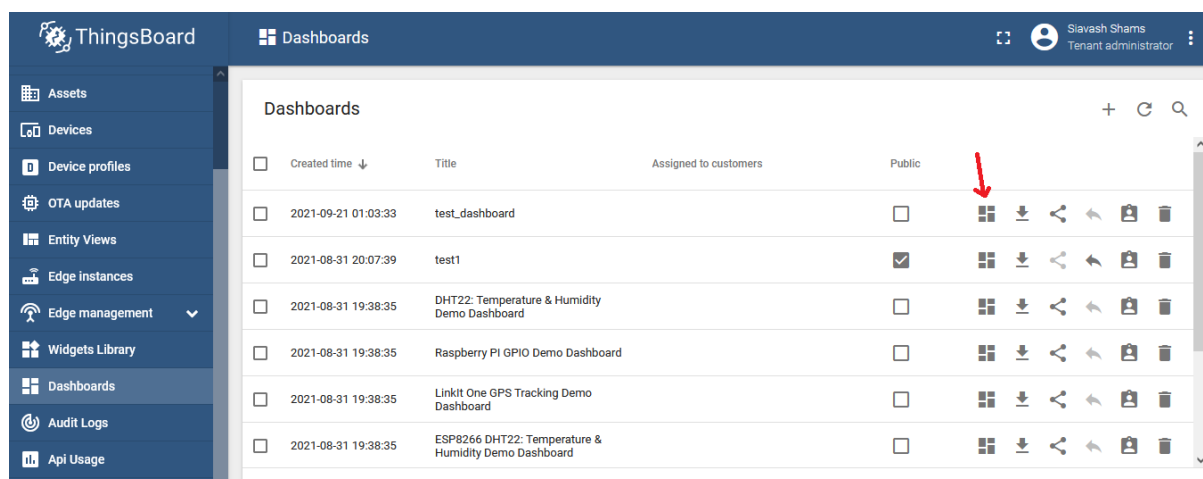 ThingsBoard
Dashboards
Siavash Shams
Tenant administrator
Assets
Devices
Device profiles
OTA updates
Entity Views
Edge instances
Edge management
Widgets Library
Dashboards
Audit Logs
Api Usage
Dashboards
Created time Title Assigned to customers Public
2021-09-21 01:03:33 test_dashboard
2021-08-31 20:07:39 test1
2021-08-31 19:38:35 DHT22: Temperature & Humidity
Demo Dashboard
2021-08-31 19:38:35 Raspberry PI GPIO Demo Dashboard
2021-08-31 19:38:35 LinkIt One GPS Tracking Demo
Dashboard
2021-08-31 19:38:35 ESP8266 DHT22: Temperature &
Humidity Demo Dashboard